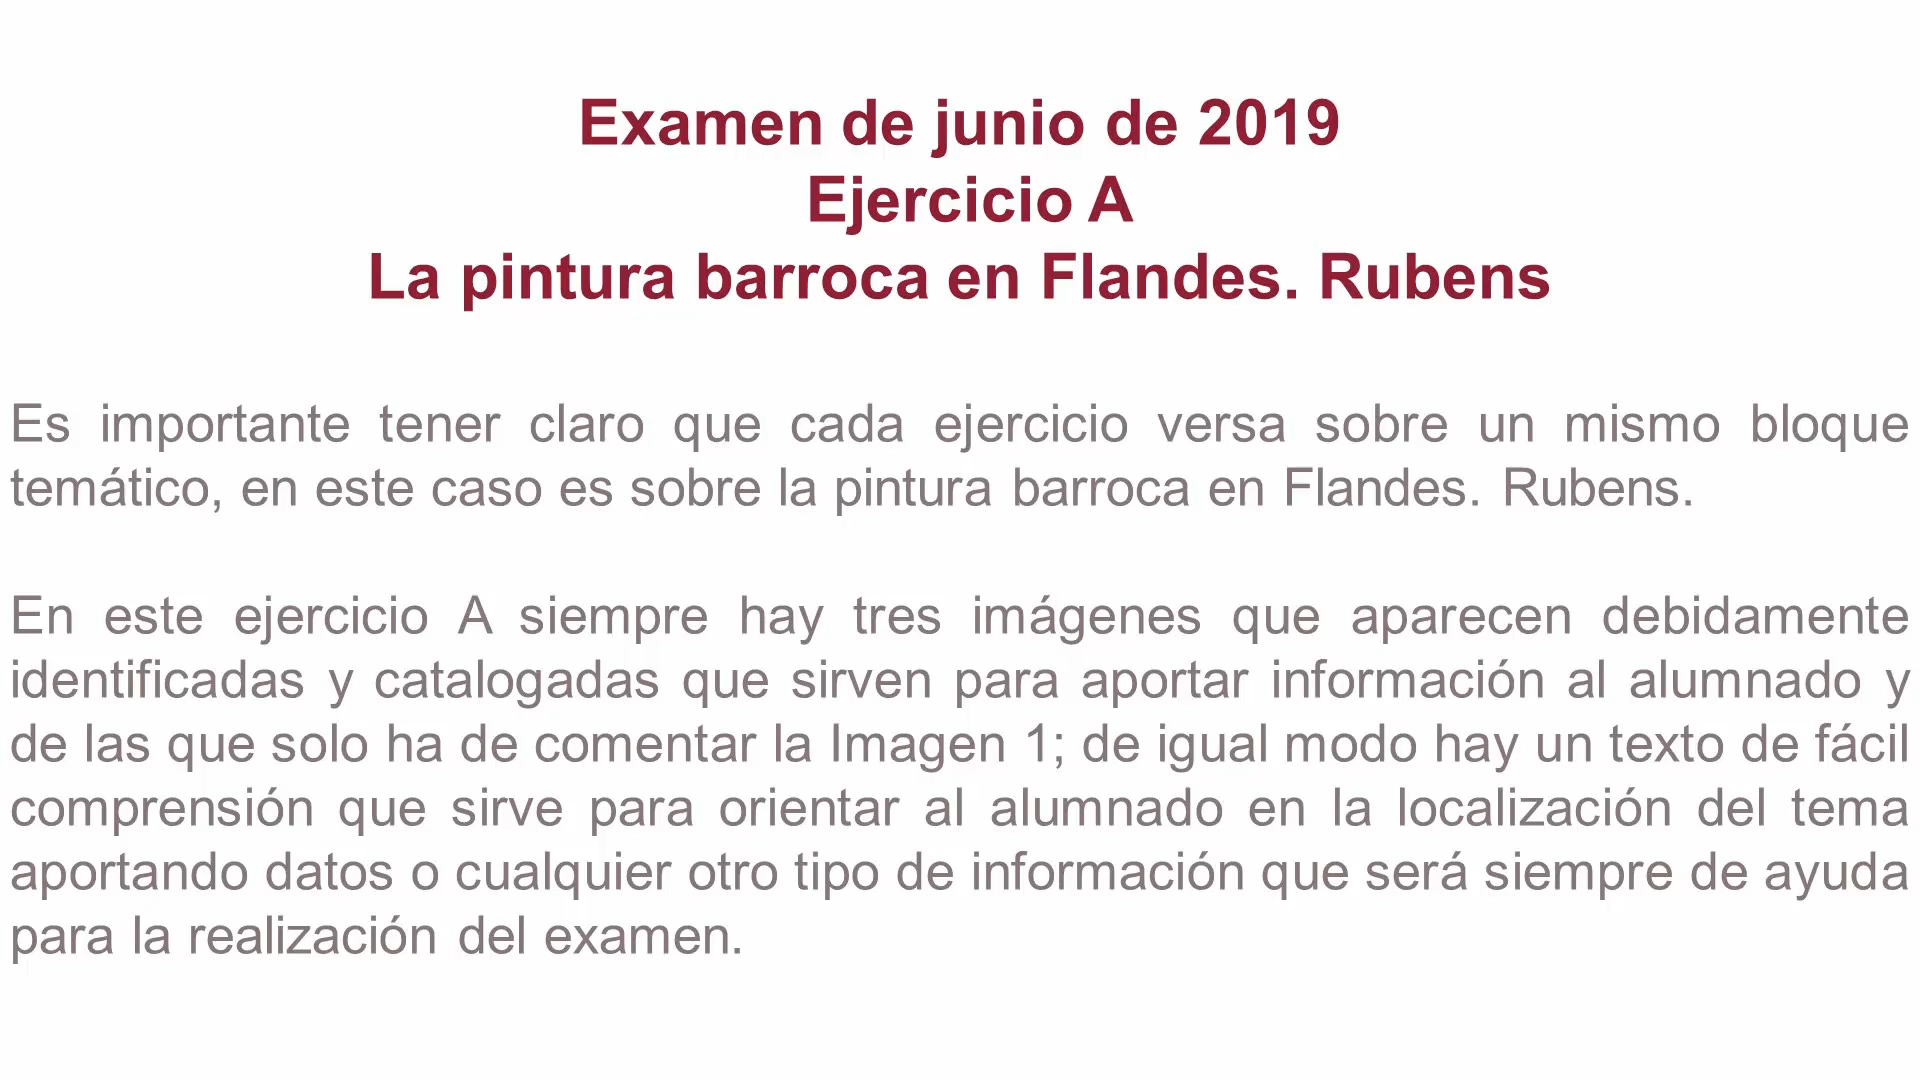 Examen de junio de 2019
Ejercicio A
La pintura barroca en Flandes. Rubens
Es importante tener claro que cada ejercicio versa sobre un mismo bloque
temático, en este caso es sobre la pintura barroca en Flandes. Rubens.
En este ejercicio A siempre hay tres imágenes que aparecen debidamente
identificadas y catalogadas que sirven para aportar información al alumnado y
de las que solo ha de comentar la Imagen 1; de igual modo hay un texto de fácil
comprensión que sirve para orientar al alumnado en la localización del tema
aportando datos o cualquier otro tipo de información que será siempre de ayuda
para la realización del examen.